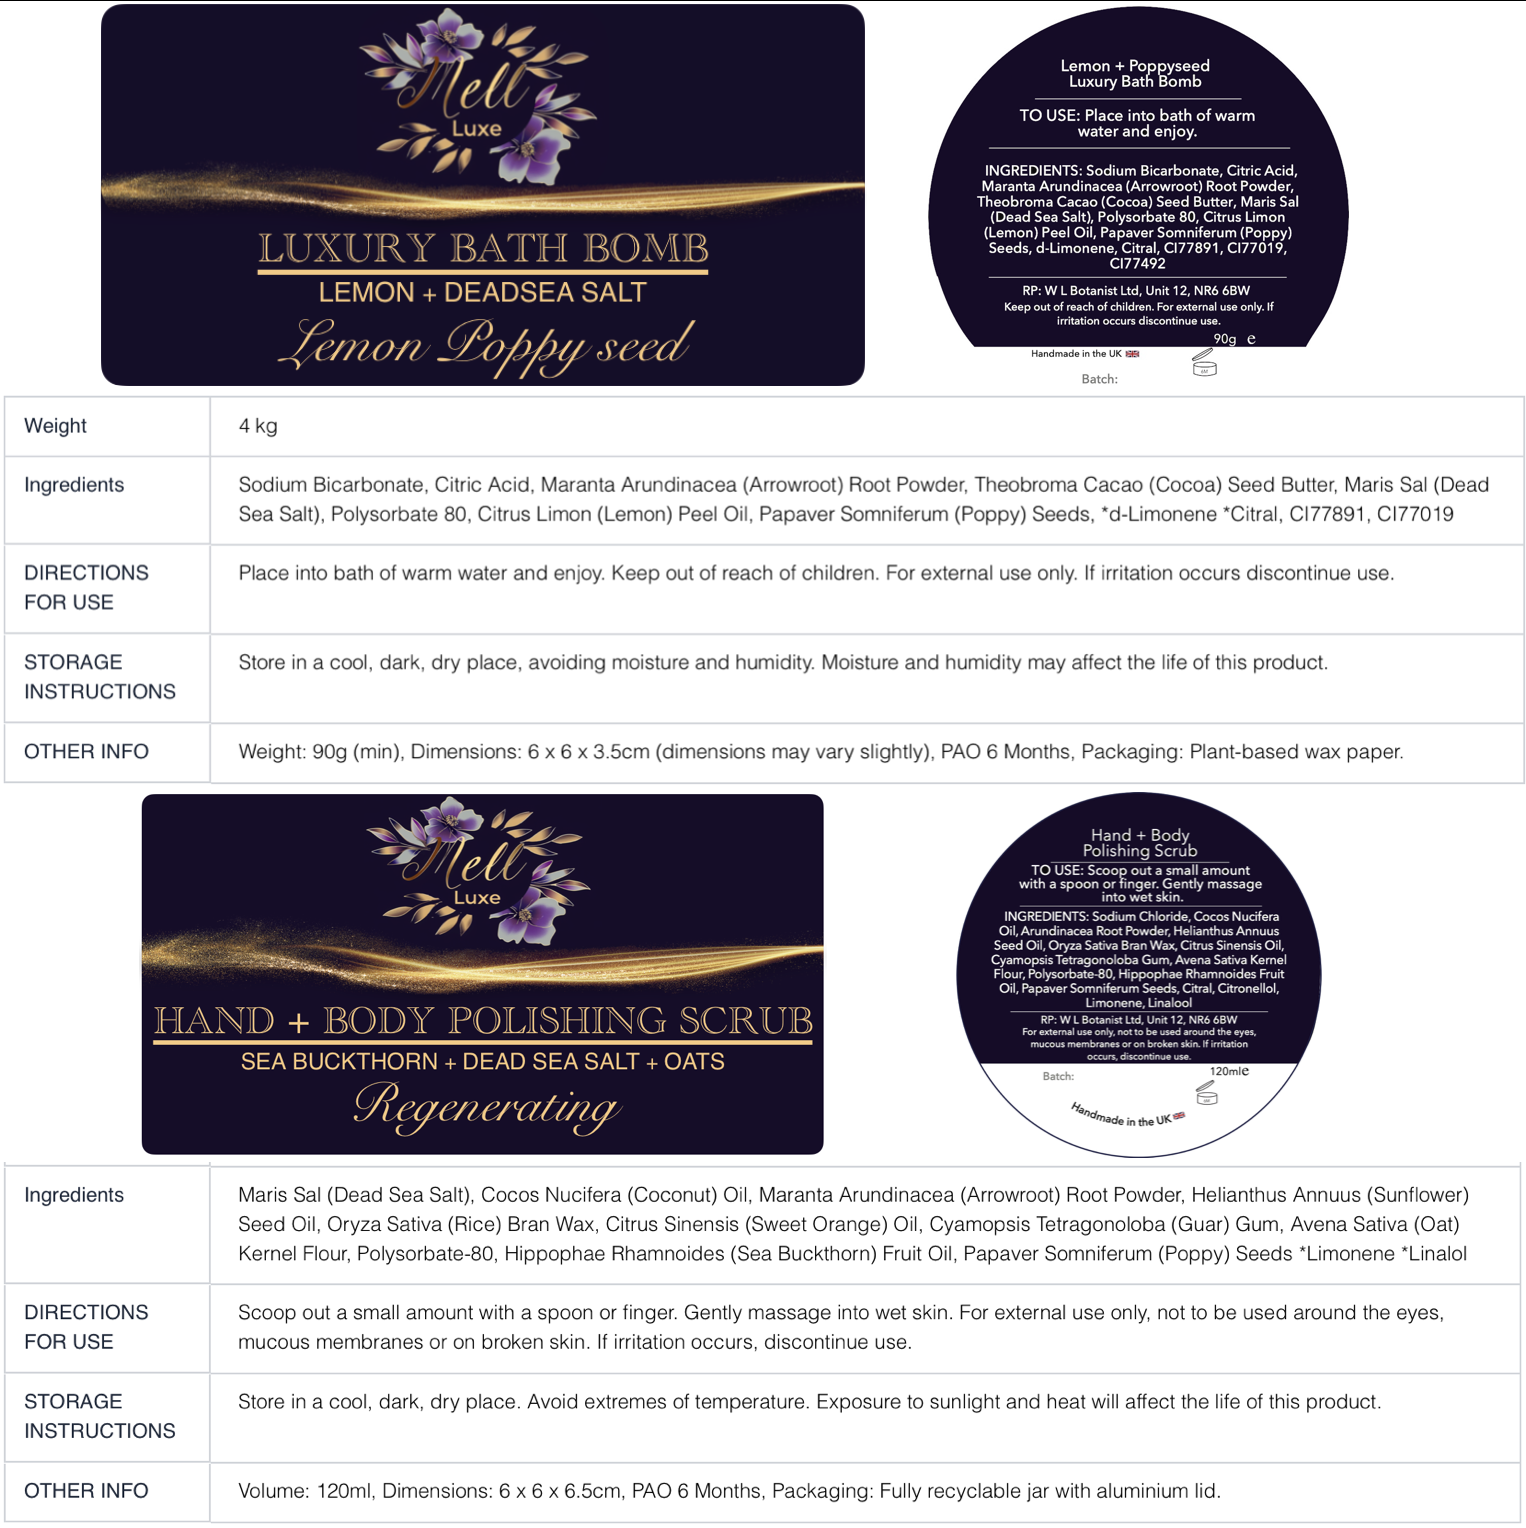 Mell
Luxe
LUXURY BATH BOMB
LEMON + DEADSEA SALT
Lemon Poppy seed
Lemon + Poppyseed
Luxury Bath Bomb
TO USE: Place into bath of warm
water and enjoy.
INGREDIENTS: Sodium Bicarbonate, Citric Acid,
Maranta Arundinacea (Arrowroot) Root Powder,
Theobroma Cacao (Cocoa) Seed Butter, Maris Sal
(Dead Sea Salt), Polysorbate 80, Citrus Limon
(Lemon) Peel Oil, Papaver Somniferum (Poppy)
Seeds, d-Limonene, Citral, CI77891, CI77019,
CI77492
RP: W L Botanist Ltd, Unit 12, NR6 6BW
Keep out of reach of children. For external use only. If
irritation occurs discontinue use.
90g e
Handmade in the UK
Batch:
Weight
4 kg
Ingredients
Sodium Bicarbonate, Citric Acid, Maranta Arundinacea (Arrowroot) Root Powder, Theobroma Cacao (Cocoa) Seed Butter, Maris Sal (Dead
Sea Salt), Polysorbate 80, Citrus Limon (Lemon) Peel Oil, Papaver Somniferum (Poppy) Seeds, *d-Limonene *Citral, CI77891, CI77019
DIRECTIONS
FOR USE
Place into bath of warm water and enjoy. Keep out of reach of children. For external use only. If irritation occurs discontinue use.
STORAGE
INSTRUCTIONS
Store in a cool, dark, dry place, avoiding moisture and humidity. Moisture and humidity may affect the life of this product.
OTHER INFO
Weight: 90g (min), Dimensions: 6 x 6 x 3.5cm (dimensions may vary slightly), PAO 6 Months, Packaging: Plant-based wax paper.
Mell
Luxe
HAND + BODY POLISHING SCRUB
SEA BUCKTHORN + DEAD SEA SALT + OATS
Regenerating
Hand + Body
Polishing Scrub
TO USE: Scoop out a small amount
with a spoon or finger. Gently massage
into wet skin.
INGREDIENTS: Sodium Chloride, Cocos Nucifera
Oil, Arundinacea Root Powder, Helianthus Annuus
Seed Oil, Oryza Sativa Bran Wax, Citrus Sinensis Oil,
Cyamopsis Tetragonoloba Gum, Avena Sativa Kernel
Flour, Polysorbate-80, Hippophae Rhamnoides Fruit
Oil, Papaver Somniferum Seeds, Citral, Citronellol,
Limonene, Linalool
RP: W L Botanist Ltd, Unit 12, NR6 6BW
For external use only, not to be used around the eyes,
mucous membranes or on broken skin. If irritation
occurs, discontinue use.
120ml e
Batch:
Handmade in the UK
Ingredients
Maris Sal (Dead Sea Salt), Cocos Nucifera (Coconut) Oil, Maranta Arundinacea (Arrowroot) Root Powder, Helianthus Annuus (Sunflower)
Seed Oil, Oryza Sativa (Rice) Bran Wax, Citrus Sinensis (Sweet Orange) Oil, Cyamopsis Tetragonoloba (Guar) Gum, Avena Sativa (Oat)
Kernel Flour, Polysorbate-80, Hippophae Rhamnoides (Sea Buckthorn) Fruit Oil, Papaver Somniferum (Poppy) Seeds *Limonene *Linalol
DIRECTIONS
FOR USE
Scoop out a small amount with a spoon or finger. Gently massage into wet skin. For external use only, not to be used around the eyes,
mucous membranes or on broken skin. If irritation occurs, discontinue use.
STORAGE
INSTRUCTIONS
Store in a cool, dark, dry place. Avoid extremes of temperature. Exposure to sunlight and heat will affect the life of this product.
OTHER INFO
Volume: 120ml, Dimensions: 6 x 6 x 6.5cm, PAO 6 Months, Packaging: Fully recyclable jar with aluminium lid.